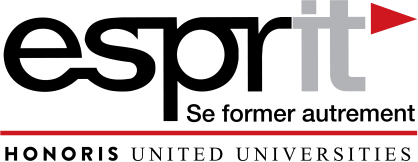 esprit
Se former autrement
HONORIS UNITED UNIVERSITIES